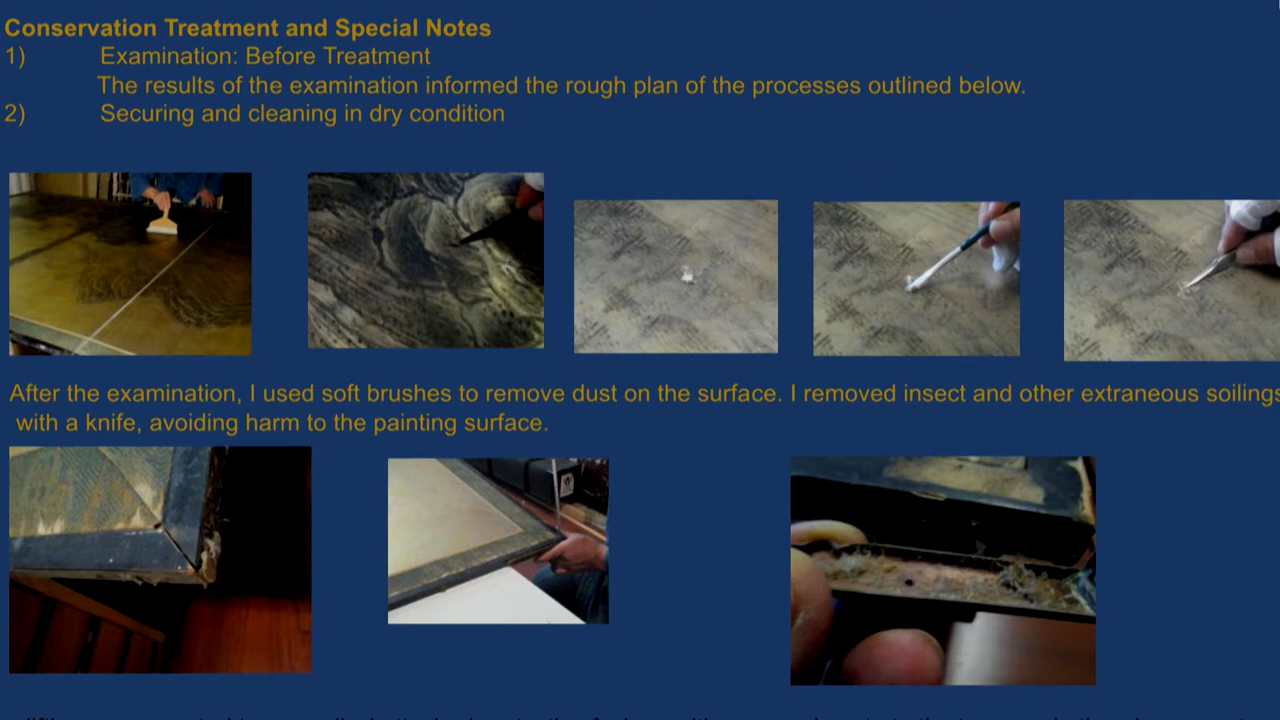 Conservation Treatment and Special Notes
1) Examination: Before Treatment
The results of the examination informed the rough plan of the processes outlined below.
2) Securing and cleaning in dry condition
After the examination, I used soft brushes to remove dust on the surface. I removed insect and other extraneous soilings
with a knife, avoiding harm to the painting surface.